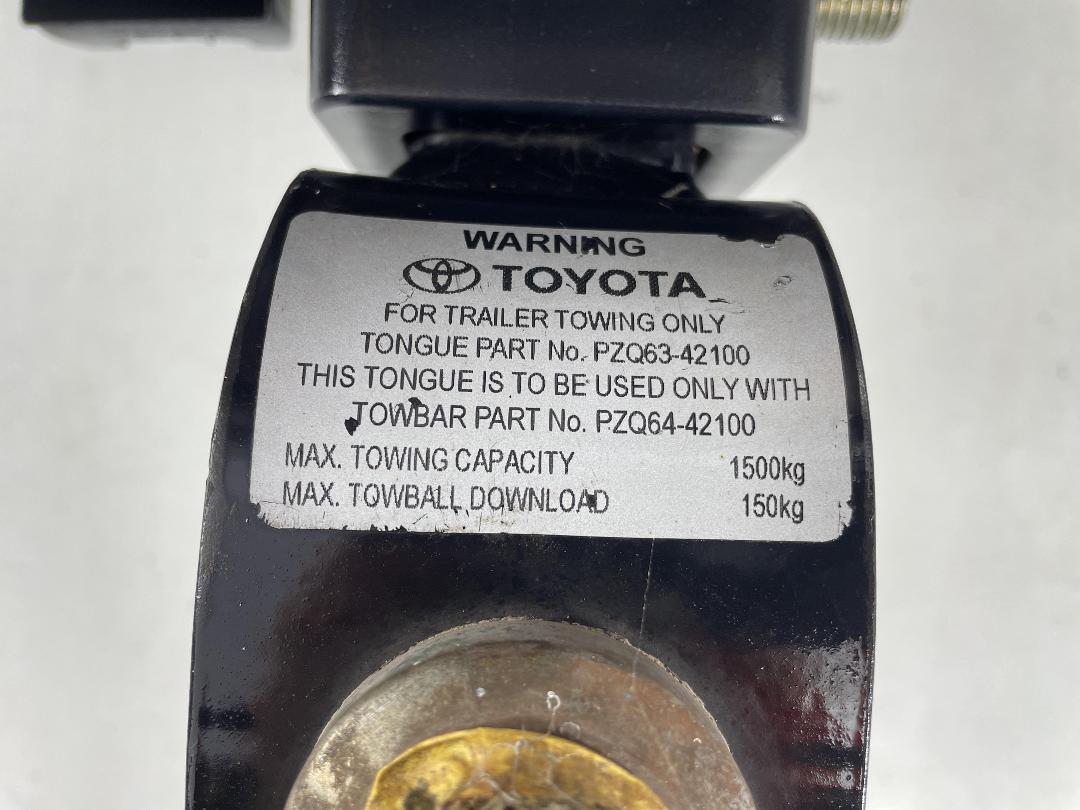 WARNING
TOYOTA
FOR TRAILER TOWING ONLY
TONGUE PART No. PZQ63-42100
THIS TONGUE IS TO BE USED ONLY WITH
TOWBAR PART No. PZQ64-42100
MAX. TOWING CAPACITY 1500kg
MAX. TOWBALL DOWNLOAD 150kg